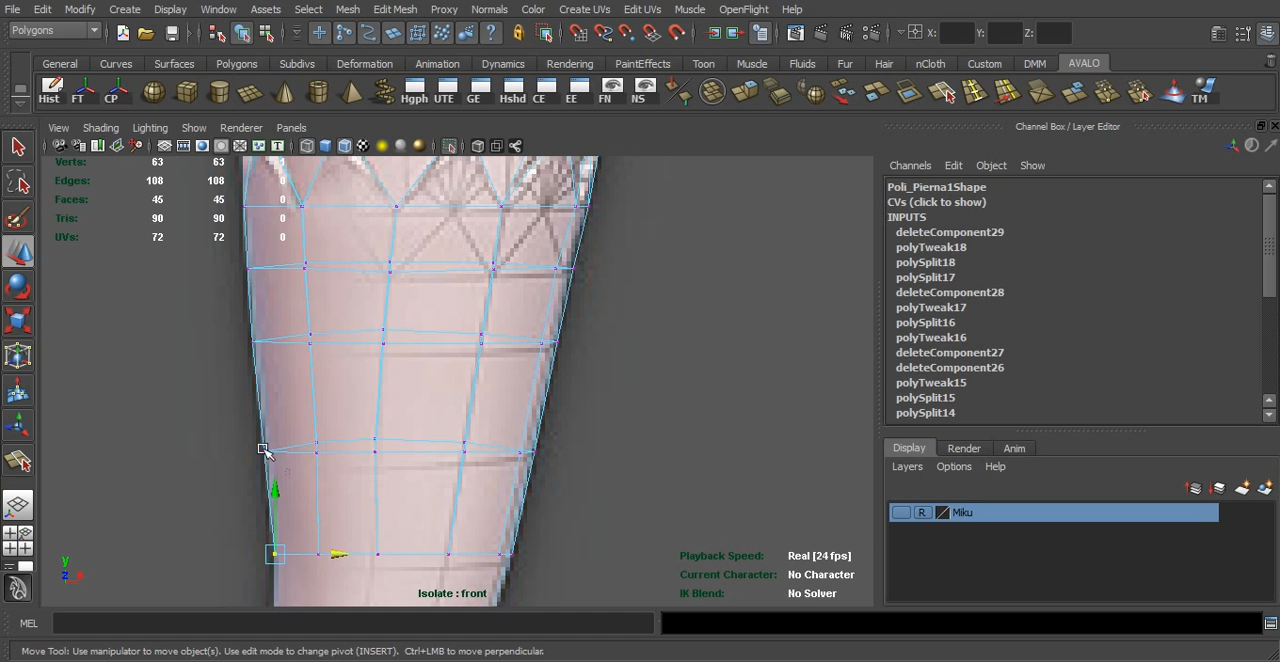 File Edit Modify Create Display Window Assets Select Mesh Edit Mesh Proxy Normals Color Create UVs Edit UVs Muscle OpenFlight Help
Polygons X: Y: Z:
General Curves Surfaces Polygons Subdivs Deformation Animation Dynamics Rendering PaintEffects Toon Muscle Fluids Fur Hair nCloth Custom DMM AVALO
Hist FT CP Hgph UTE GE Hshd CE EE FN NS TM
View Shading Lighting Show Renderer Panels
Channel Box / Layer Editor
Verts: 63 63 1
Edges: 108 108 0
Faces: 45 45 0
Tris: 90 90 0
UVs: 72 72 0
Channels Edit Object Show
Poli_Pierna1Shape
CVs (click to show)
INPUTS
deleteComponent29
polyTweak18
polySplit18
polySplit17
deleteComponent28
polyTweak17
polySplit16
polyTweak16
deleteComponent27
deleteComponent26
polyTweak15
polySplit15
polySplit14
Display Render Anim
Layers Options Help
R Miku
Playback Speed: Real [24 fps]
Current Character: No Character
IK Blend: No Solver
Isolate : front
y
z x
MEL
Move Tool: Use manipulator to move object(s). Use edit mode to change pivot (INSERT). Ctrl+LMB to move perpendicular.